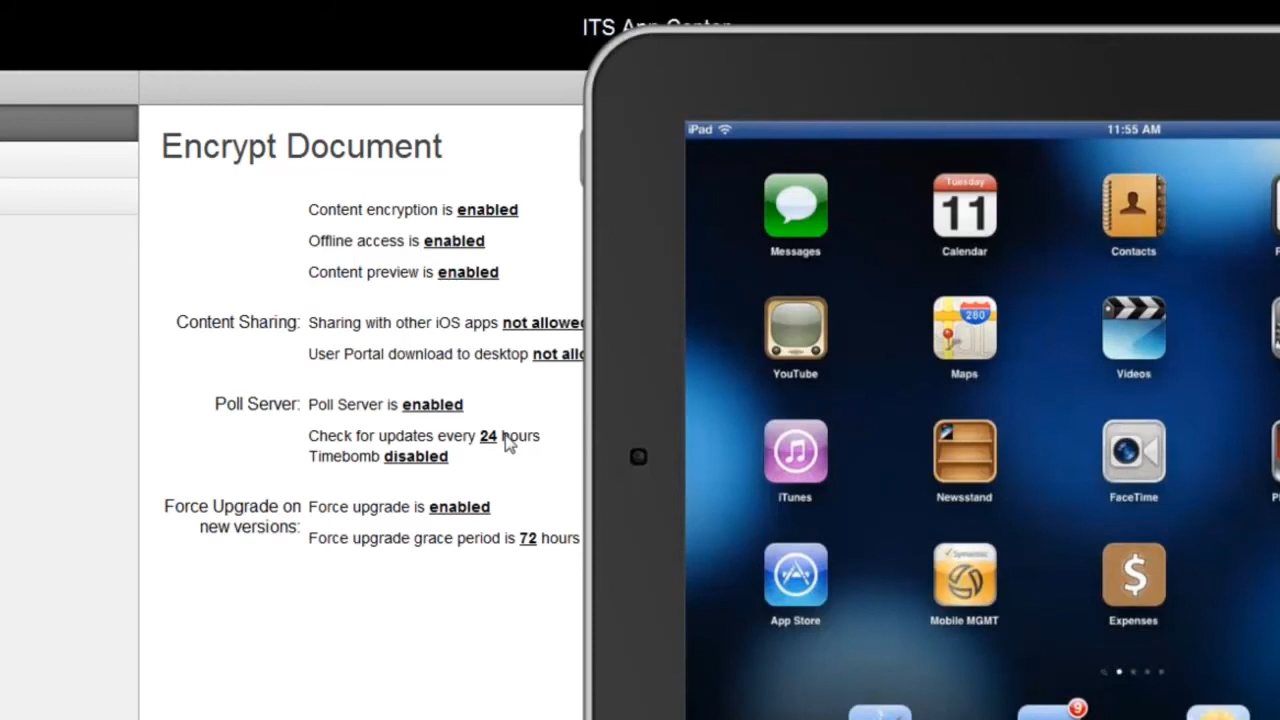 ITS App Center
Encrypt Document
Content encryption is enabled
Offline access is enabled
Content preview is enabled
Content Sharing: Sharing with other iOS apps not allowed
User Portal download to desktop not allo
Poll Server: Poll Server is enabled
Check for updates every 24 hours
Timebomb disabled
Force Upgrade on new versions: Force upgrade is enabled
Force upgrade grace period is 72 hours
iPad 11:55 AM
Tuesday
11
Messages Calendar Contacts
280
YouTube Maps Videos
iTunes Newsstand FaceTime
Symantec
$
App Store Mobile MGMT Expenses
9